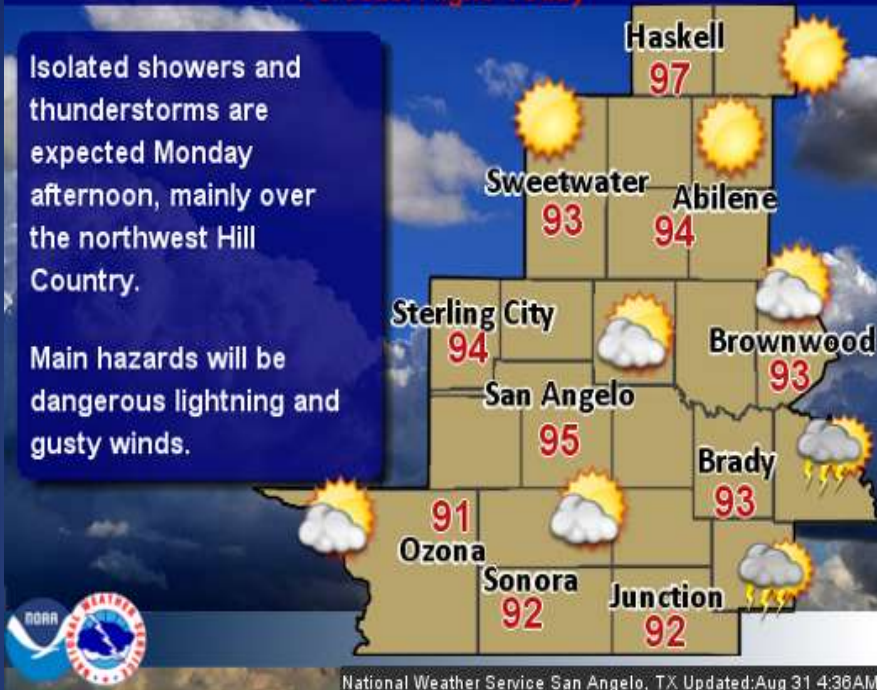 Isolated showers and
thunderstorms are
expected Monday
afternoon, mainly over
the northwest Hill
Country.
Main hazards will be
dangerous lightning and
gusty winds.
Haskell
97
Sweetwater
93
Abilene
94
Sterling City
94
Brownwood
93
San Angelo
95
Brady
93
91
Ozona
Sonora
92
Junction
92
NOAA
NATIONAL WEATHER SERVICE
National Weather Service San Angelo, TX Updated:Aug 31 4:36AM